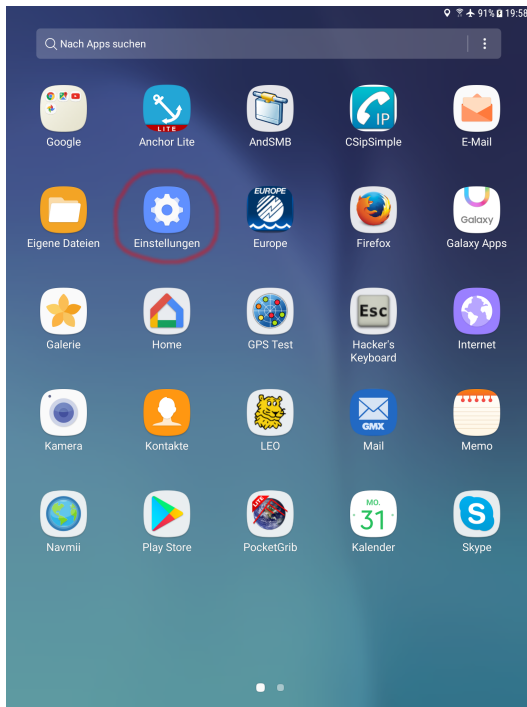 91% 19:58
Nach Apps suchen
LITE
IP
Google
Anchor Lite
AndSMB
CSipSimple
E-Mail
EUROPE
Galaxy
Eigene Dateien
Einstellungen
Europe
Firefox
Galaxy Apps
Esc
Galerie
Home
GPS Test
Hacker's
Keyboard
Internet
GMX
Kamera
Kontakte
LEO
Mail
Memo
LITE
MO.
31
S
Navmii
Play Store
PocketGrib
Kalender
Skype